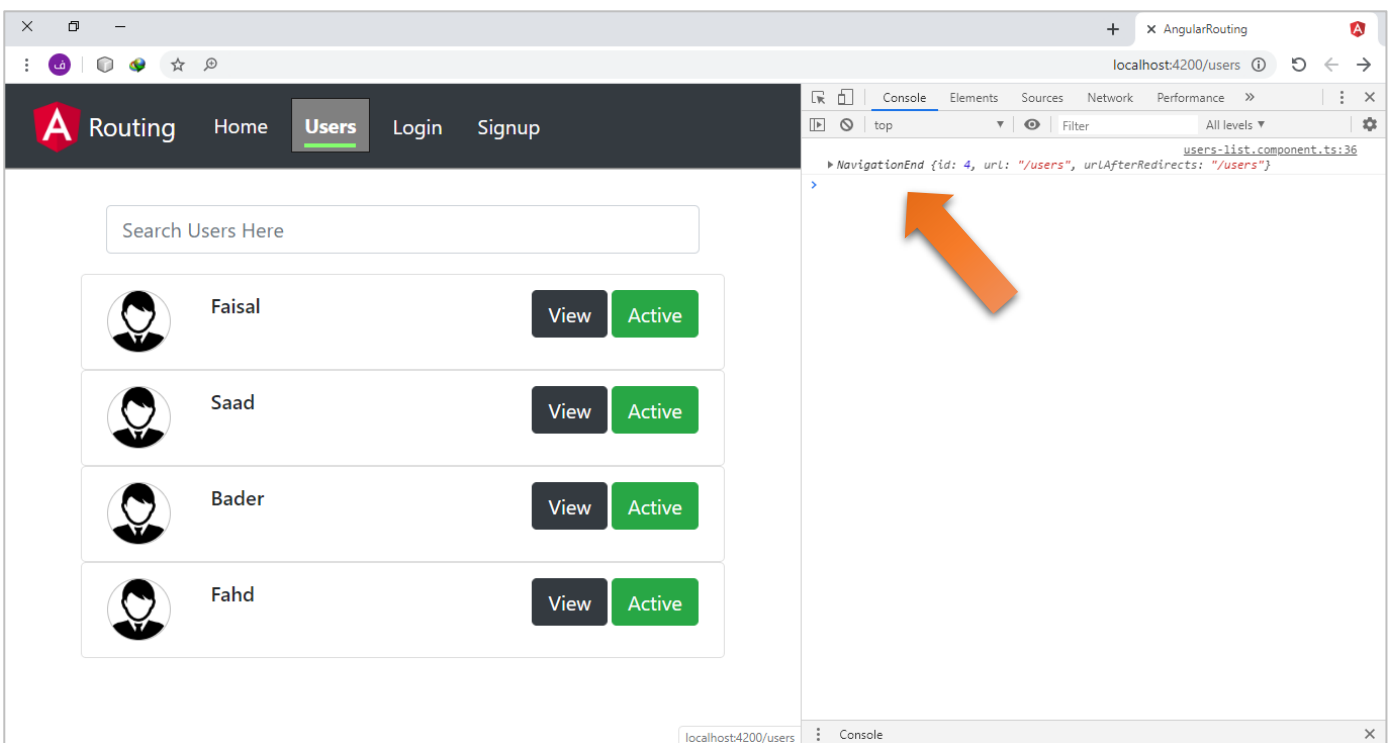 AngularRouting
localhost:4200/users
ف
Routing Home Users Login Signup
Search Users Here
Faisal View Active
Saad View Active
Bader View Active
Fahd View Active
localhost:4200/users
Console Elements Sources Network Performance »
top Filter All levels
users-list.component.ts:36
NavigationEnd {id: 4, url: "/users", urlAfterRedirects: "/users"}
>
Console